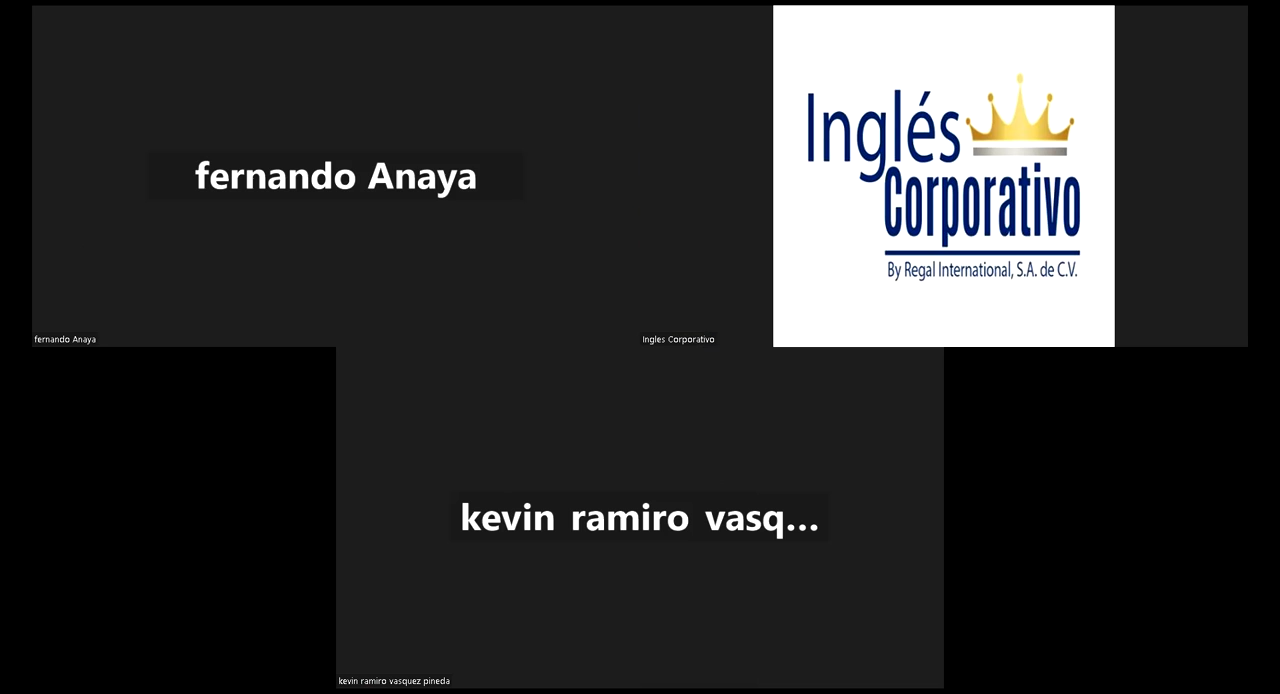 fernando Anaya
fernando Anaya
Inglés
Corporativo
By Regal International, S.A. de C.V.
Ingles Corporativo
kevin ramiro vasq...
kevin ramiro vasquez pineda